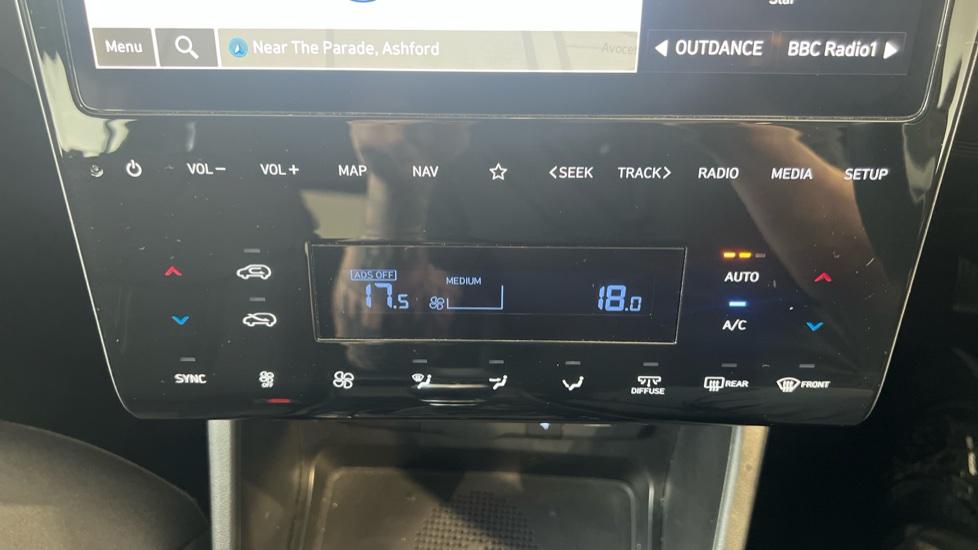 Menu
Near The Parade, Ashford
OUTDANCE
BBC Radio1
VOL-
VOL+
MAP
NAV
<SEEK
TRACK>
RADIO
MEDIA
SETUP
ADS OFF
17.5
MEDIUM
18.0
AUTO
A/C
SYNC
OFF
DIFFUSE
REAR
FRONT